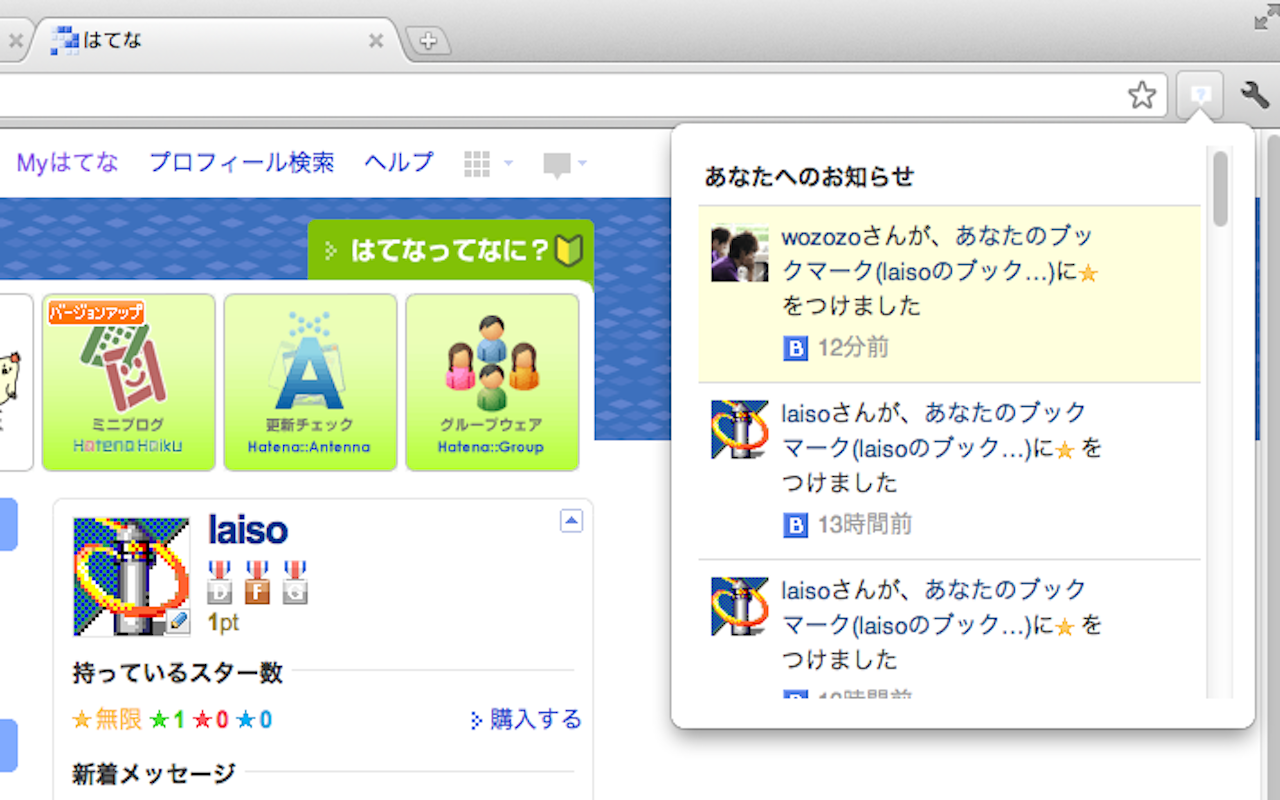 はてな
Myはてな プロフィール検索 ヘルプ
はてなってなに？
バージョンアップ
ミニブログ
Hatena Haiku
更新チェック
Hatena::Antenna
グループウェア
Hatena::Group
laiso
D F G
1pt
持っているスター数
★無限 ★1 ★0 ★0
購入する
新着メッセージ
あなたへのお知らせ
wozozoさんが、あなたのブッ
クマーク(laisoのブック...)に★
をつけました
B 12分前
laisoさんが、あなたのブック
マーク(laisoのブック...)に★を
つけました
B 13時間前
laisoさんが、あなたのブック
マーク(laisoのブック...)に★を
つけました